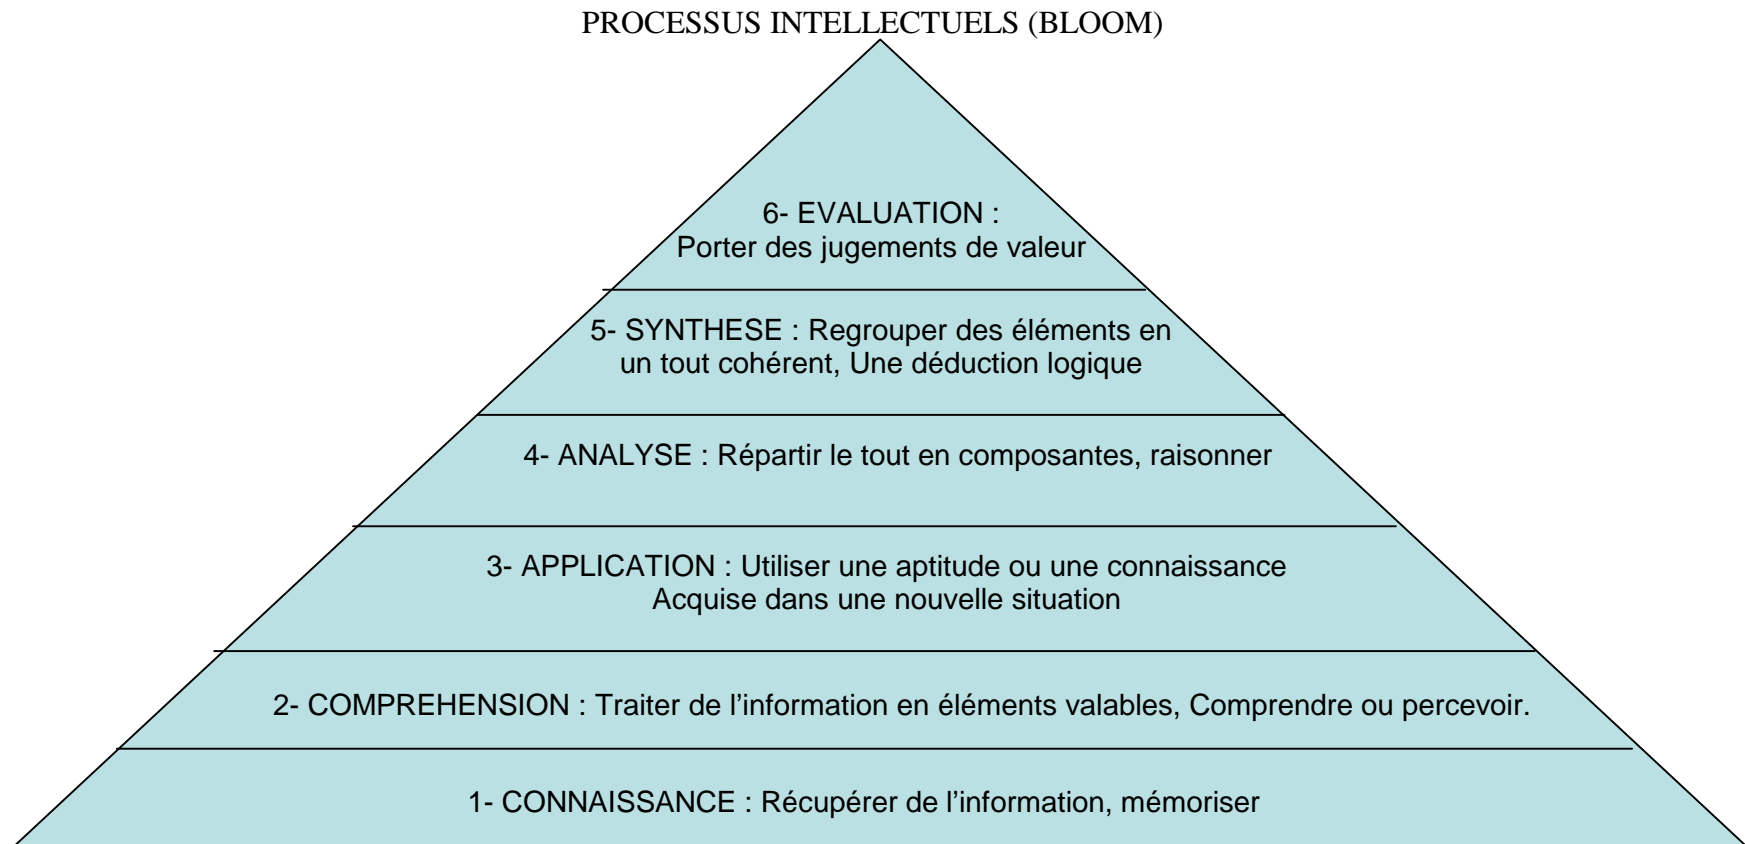 PROCESSUS INTELLECTUELS (BLOOM)
6- EVALUATION :
Porter des jugements de valeur
5- SYNTHESE : Regrouper des éléments en
un tout cohérent, Une déduction logique
4- ANALYSE : Répartir le tout en composantes, raisonner
3- APPLICATION : Utiliser une aptitude ou une connaissance
Acquise dans une nouvelle situation
2- COMPREHENSION : Traiter de l’information en éléments valables, Comprendre ou percevoir.
1- CONNAISSANCE : Récupérer de l’information, mémoriser